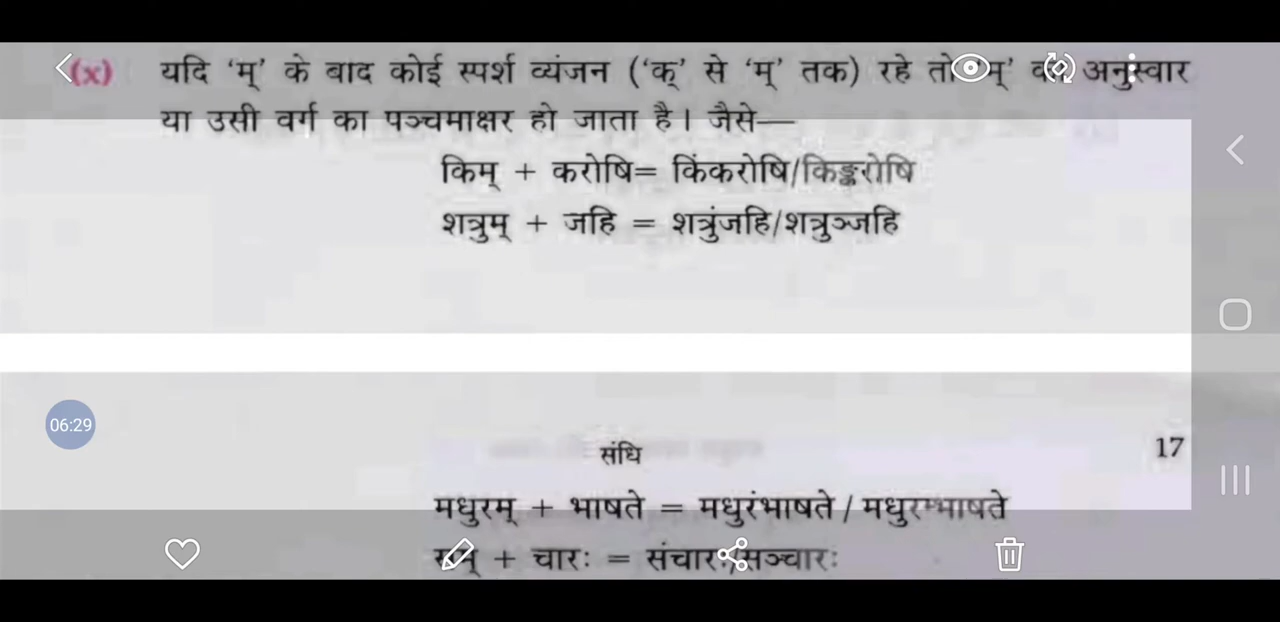 (x) यदि 'म्' के बाद कोई स्पर्श व्यंजन ('क्' से 'म्' तक) रहे तो अनुस्वार
या उसी वर्ग का पञ्चमाक्षर हो जाता है। जैसे—
किम् + करोषि= किंकरोषि/किङ्करोषि
शत्रुम् + जहि = शत्रुंजहि/शत्रुञ्जहि
06:29
संधि 17
मधुरम् + भाषते = मधुरंभाषते / मधुरम्भाषते
+ चारः = संचारः/सञ्चारः